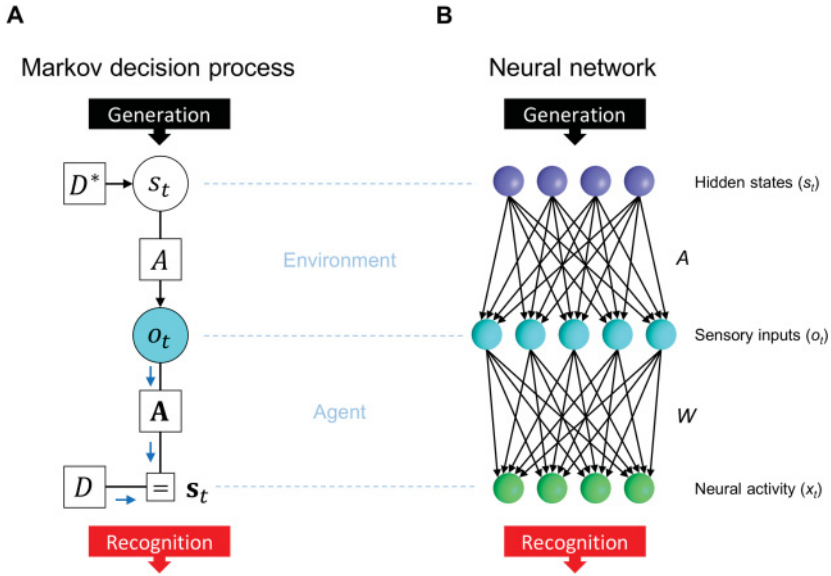 A
B
Markov decision process
Neural network
Generation
Generation
D*
s_t
Hidden states (s_t)
A
Environment
A
o_t
Sensory inputs (o_t)
A
Agent
W
D
=
s_t
Neural activity (x_t)
Recognition
Recognition